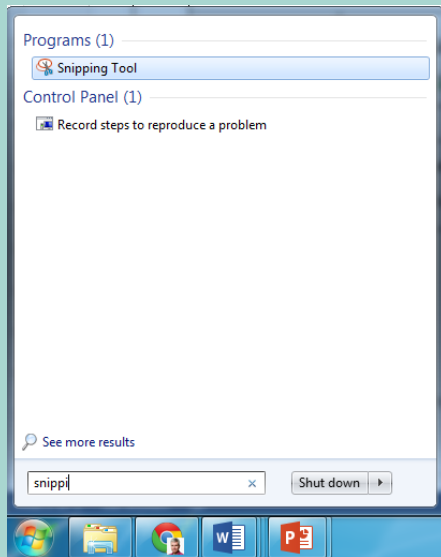 Programs (1)
Snipping Tool
Control Panel (1)
Record steps to reproduce a problem
See more results
snippi
Shut down
W
P